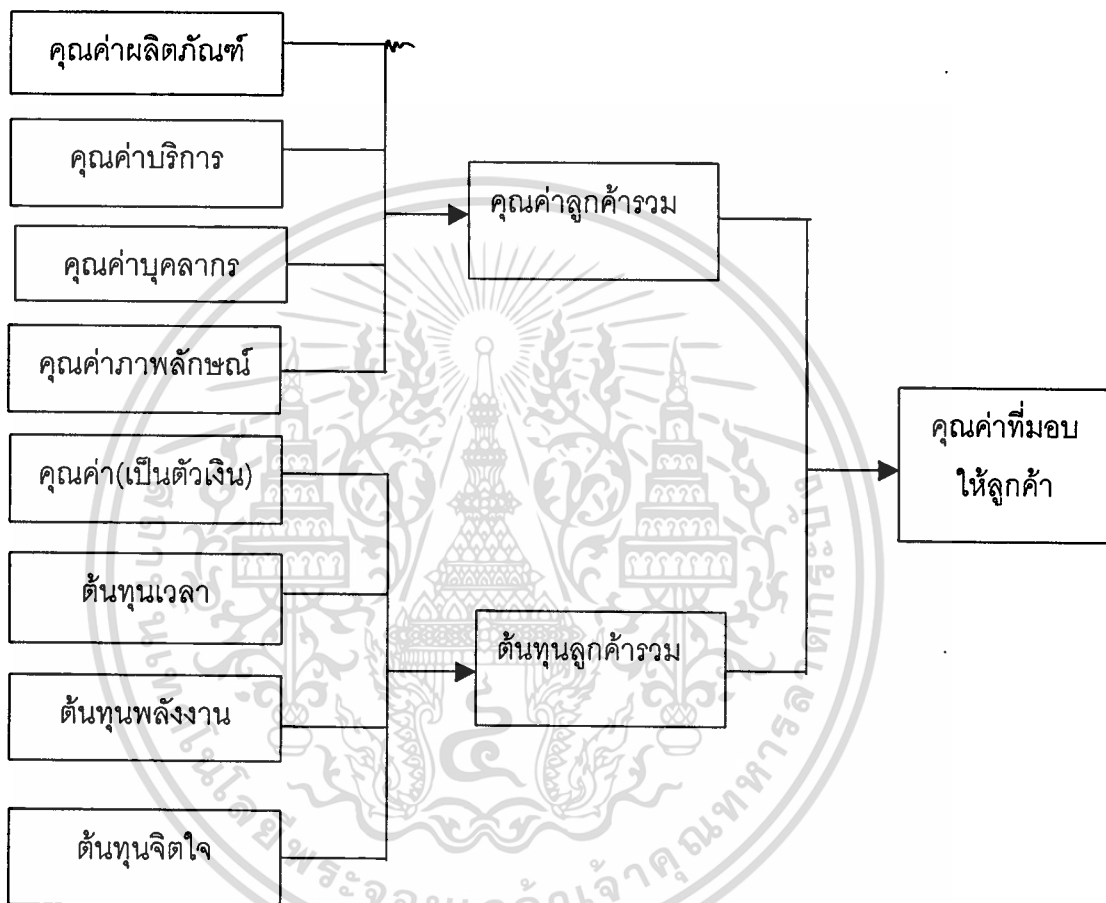 คุณค่าผลิตภัณฑ์
คุณค่าบริการ
คุณค่าบุคลากร
คุณค่าภาพลักษณ์
คุณค่า(เป็นตัวเงิน)
ต้นทุนเวลา
ต้นทุนพลังงาน
ต้นทุนจิตใจ
คุณค่าลูกค้ารวม
ต้นทุนลูกค้ารวม
คุณค่าที่มอบ
ให้ลูกค้า